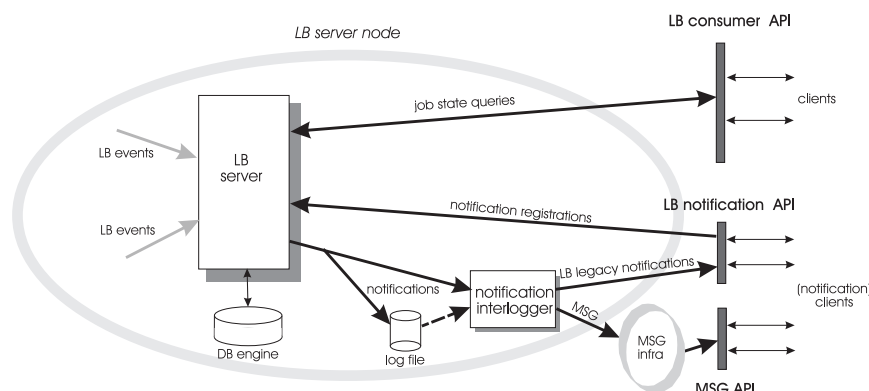 LB server node
LB consumer API
job state queries
clients
LB events
LB
server
notification registrations
LB notification API
LB events
LB legacy notifications
notifications
notification
interlogger
(notification)
clients
MSG
DB engine
log file
MSG
infra
MSG API